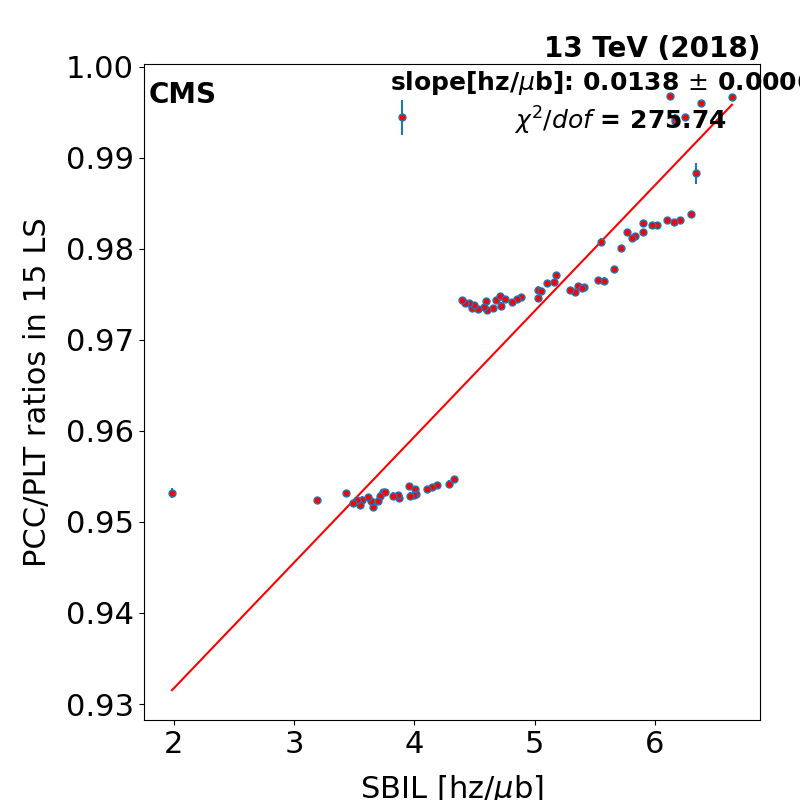 13 TeV (2018)
CMS
slope[hz/μb]: 0.0138 ± 0.000
χ²/dof = 275.74
1.00
0.99
0.98
0.97
0.96
0.95
0.94
0.93
PCC/PLT ratios in 15 LS
2 3 4 5 6
SBIL [hz/μb]